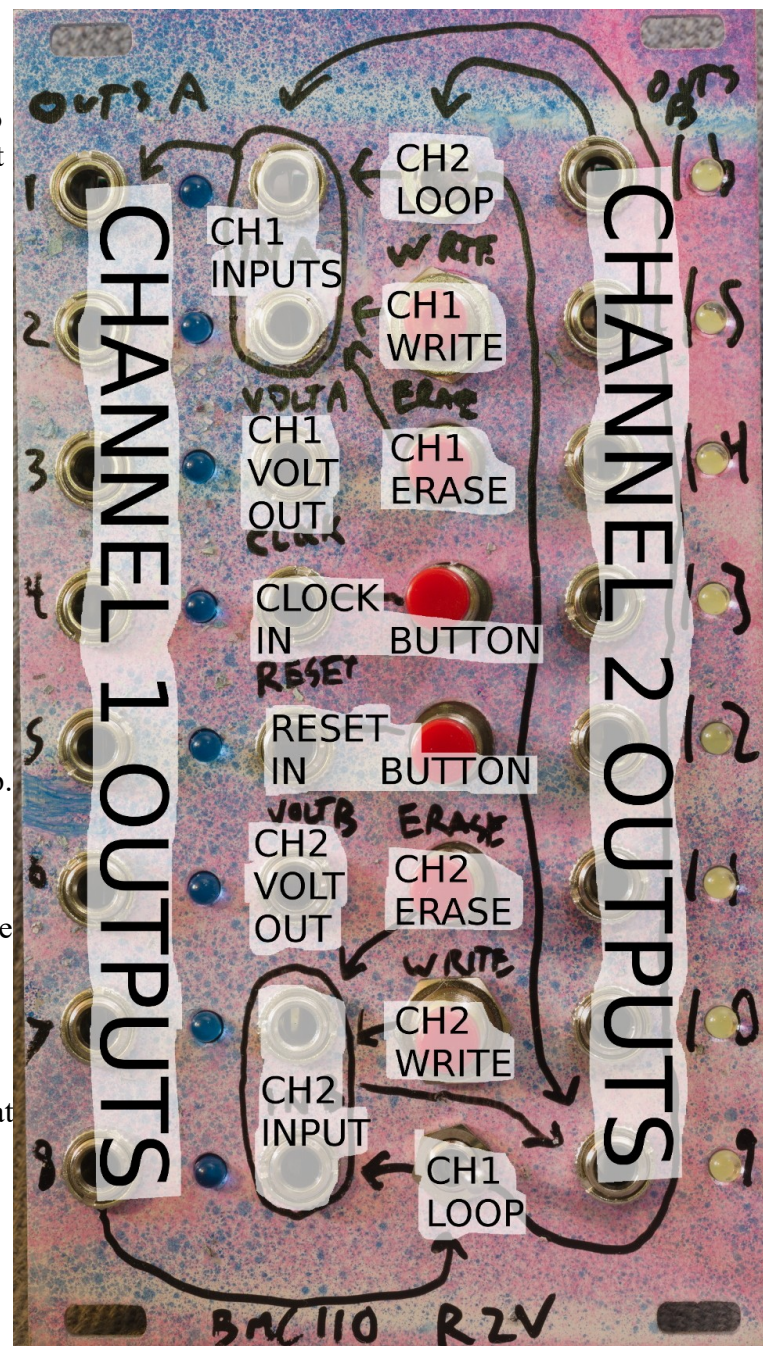 OUTS A
OUTS B
CHANNEL 1 OUTPUTS
CHANNEL 2 OUTPUTS
1
16
CH2
LOOP
CH1
INPUTS
WRITE
2
15
CH1
WRITE
VOLT A
ERASE
3
14
CH1
VOLT
OUT
CH1
ERASE
CLOCK
4
13
CLOCK
IN
BUTTON
RESET
5
12
RESET
IN
BUTTON
VOLT B
ERASE
6
11
CH2
VOLT
OUT
CH2
ERASE
WRITE
7
10
CH2
WRITE
CH2
INPUT
8
9
CH1
LOOP
BMC110 R2V
o.
e
at